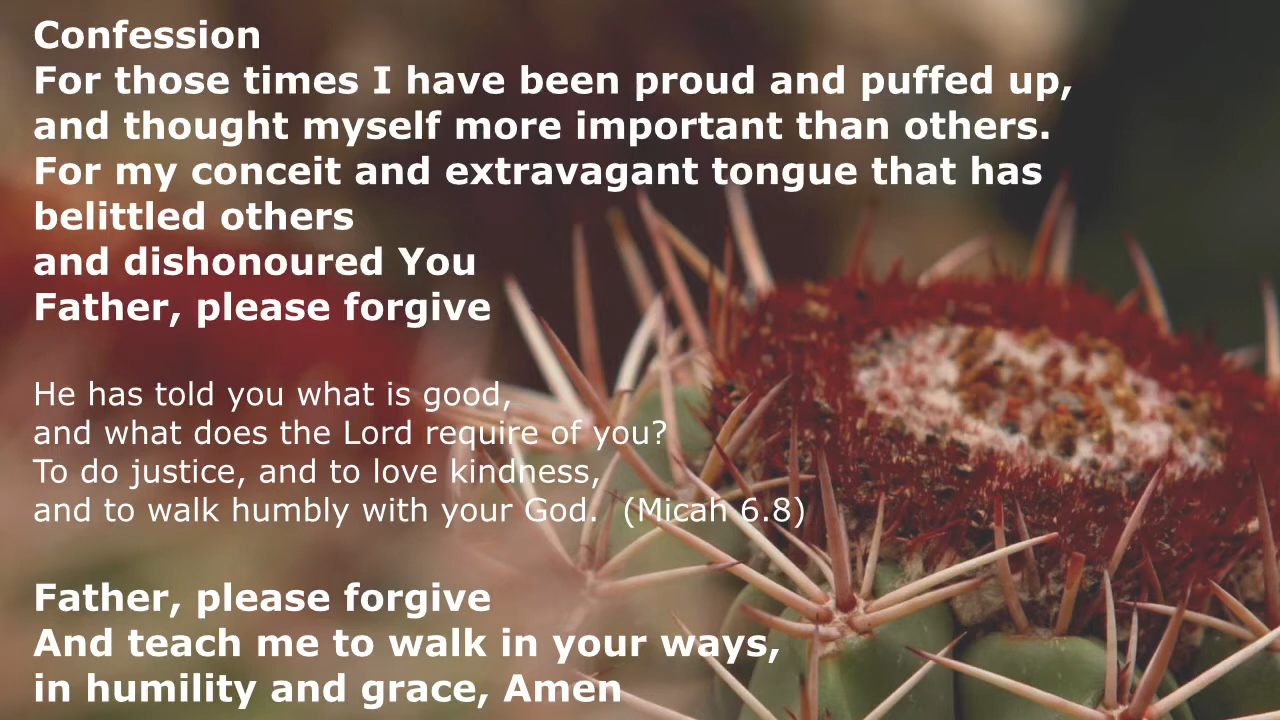 Confession
For those times I have been proud and puffed up,
and thought myself more important than others.
For my conceit and extravagant tongue that has
belittled others
and dishonoured You
Father, please forgive
He has told you what is good,
and what does the Lord require of you?
To do justice, and to love kindness,
and to walk humbly with your God.  (Micah 6.8)
Father, please forgive
And teach me to walk in your ways,
in humility and grace, Amen